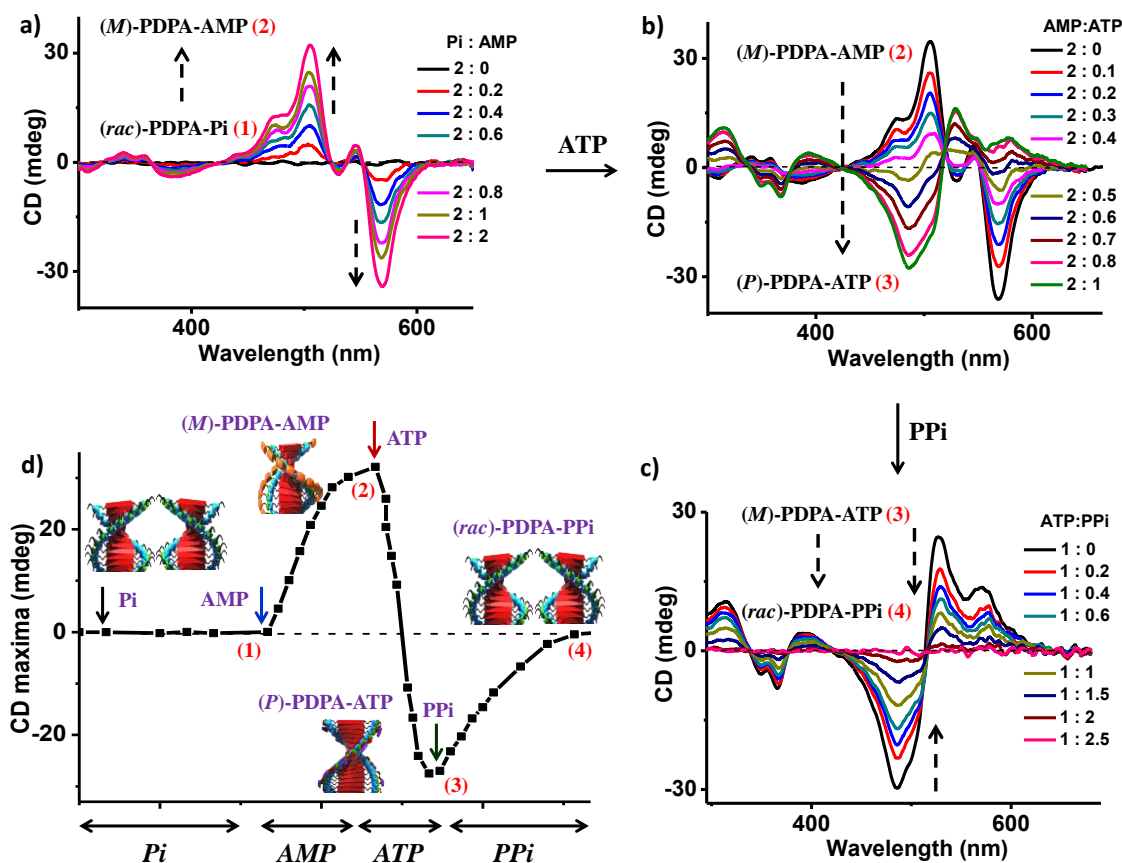 a)
(M)-PDPA-AMP (2)
(rac)-PDPA-Pi (1)
Pi : AMP
2 : 0
2 : 0.2
2 : 0.4
2 : 0.6
2 : 0.8
2 : 1
2 : 2
30
0
-30
CD (mdeg)
400
600
Wavelength (nm)
ATP
b)
(M)-PDPA-AMP (2)
(P)-PDPA-ATP (3)
AMP:ATP
2 : 0
2 : 0.1
2 : 0.2
2 : 0.3
2 : 0.4
2 : 0.5
2 : 0.6
2 : 0.7
2 : 0.8
2 : 1
30
0
-30
CD (mdeg)
400
500
600
Wavelength (nm)
PPi
d)
(M)-PDPA-AMP
ATP
(2)
(rac)-PDPA-PPi
Pi
AMP
(1)
(4)
(P)-PDPA-ATP
PPi
(3)
20
0
-20
CD maxima (mdeg)
Pi
AMP
ATP
PPi
c)
(M)-PDPA-ATP (3)
(rac)-PDPA-PPi (4)
ATP:PPi
1 : 0
1 : 0.2
1 : 0.4
1 : 0.6
1 : 1
1 : 1.5
1 : 2
1 : 2.5
30
0
-30
CD (mdeg)
400
600
Wavelength (nm)